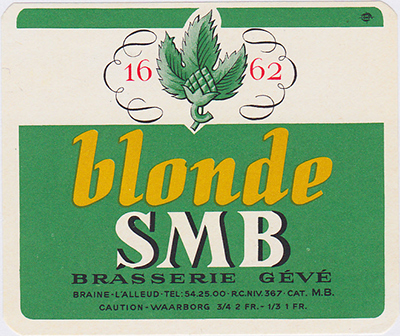 16 62
blonde
SMB
BRASSERIE GÉVÉ
BRAINE-L'ALLEUD-TEL:54.25.00-R.C.NIV.367-CAT. M.B.
CAUTION-WAARBORG 3/4 2 FR.- 1/3 1 FR.